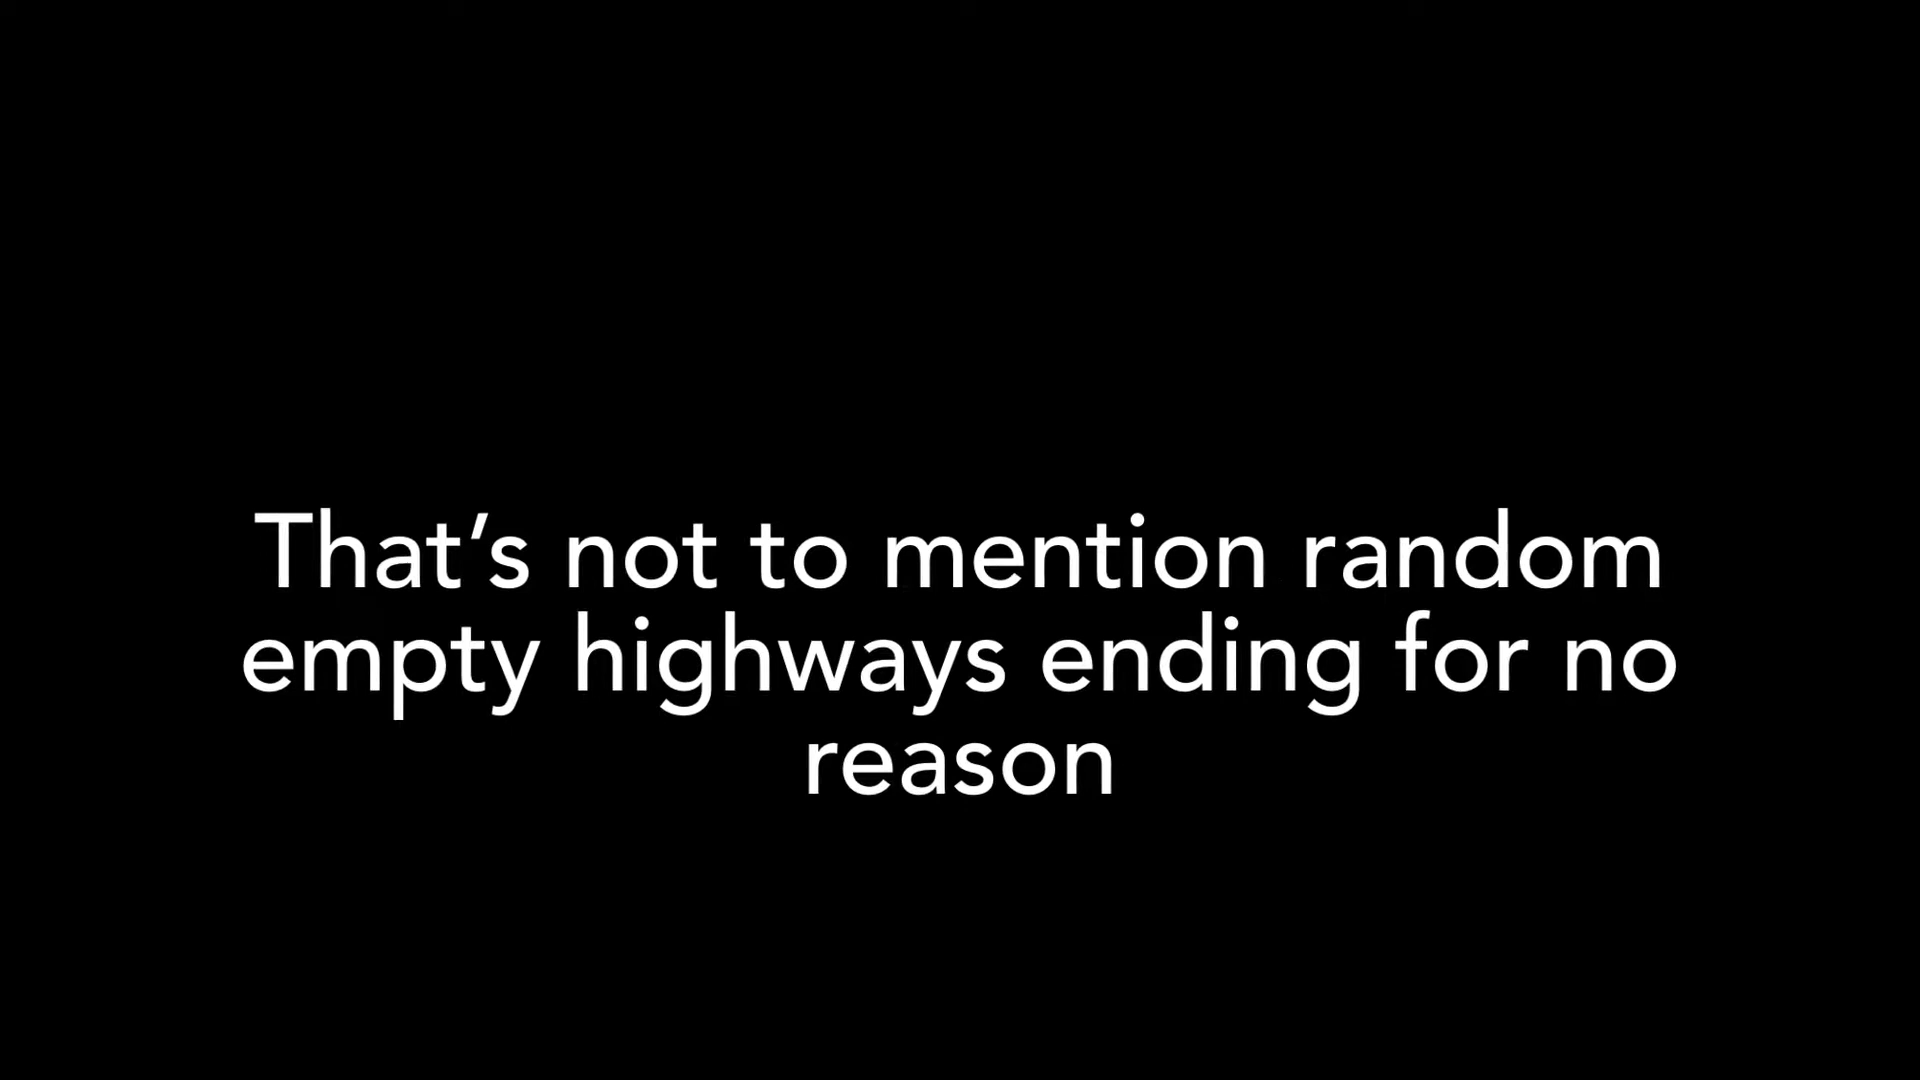 That’s not to mention random
empty highways ending for no
reason